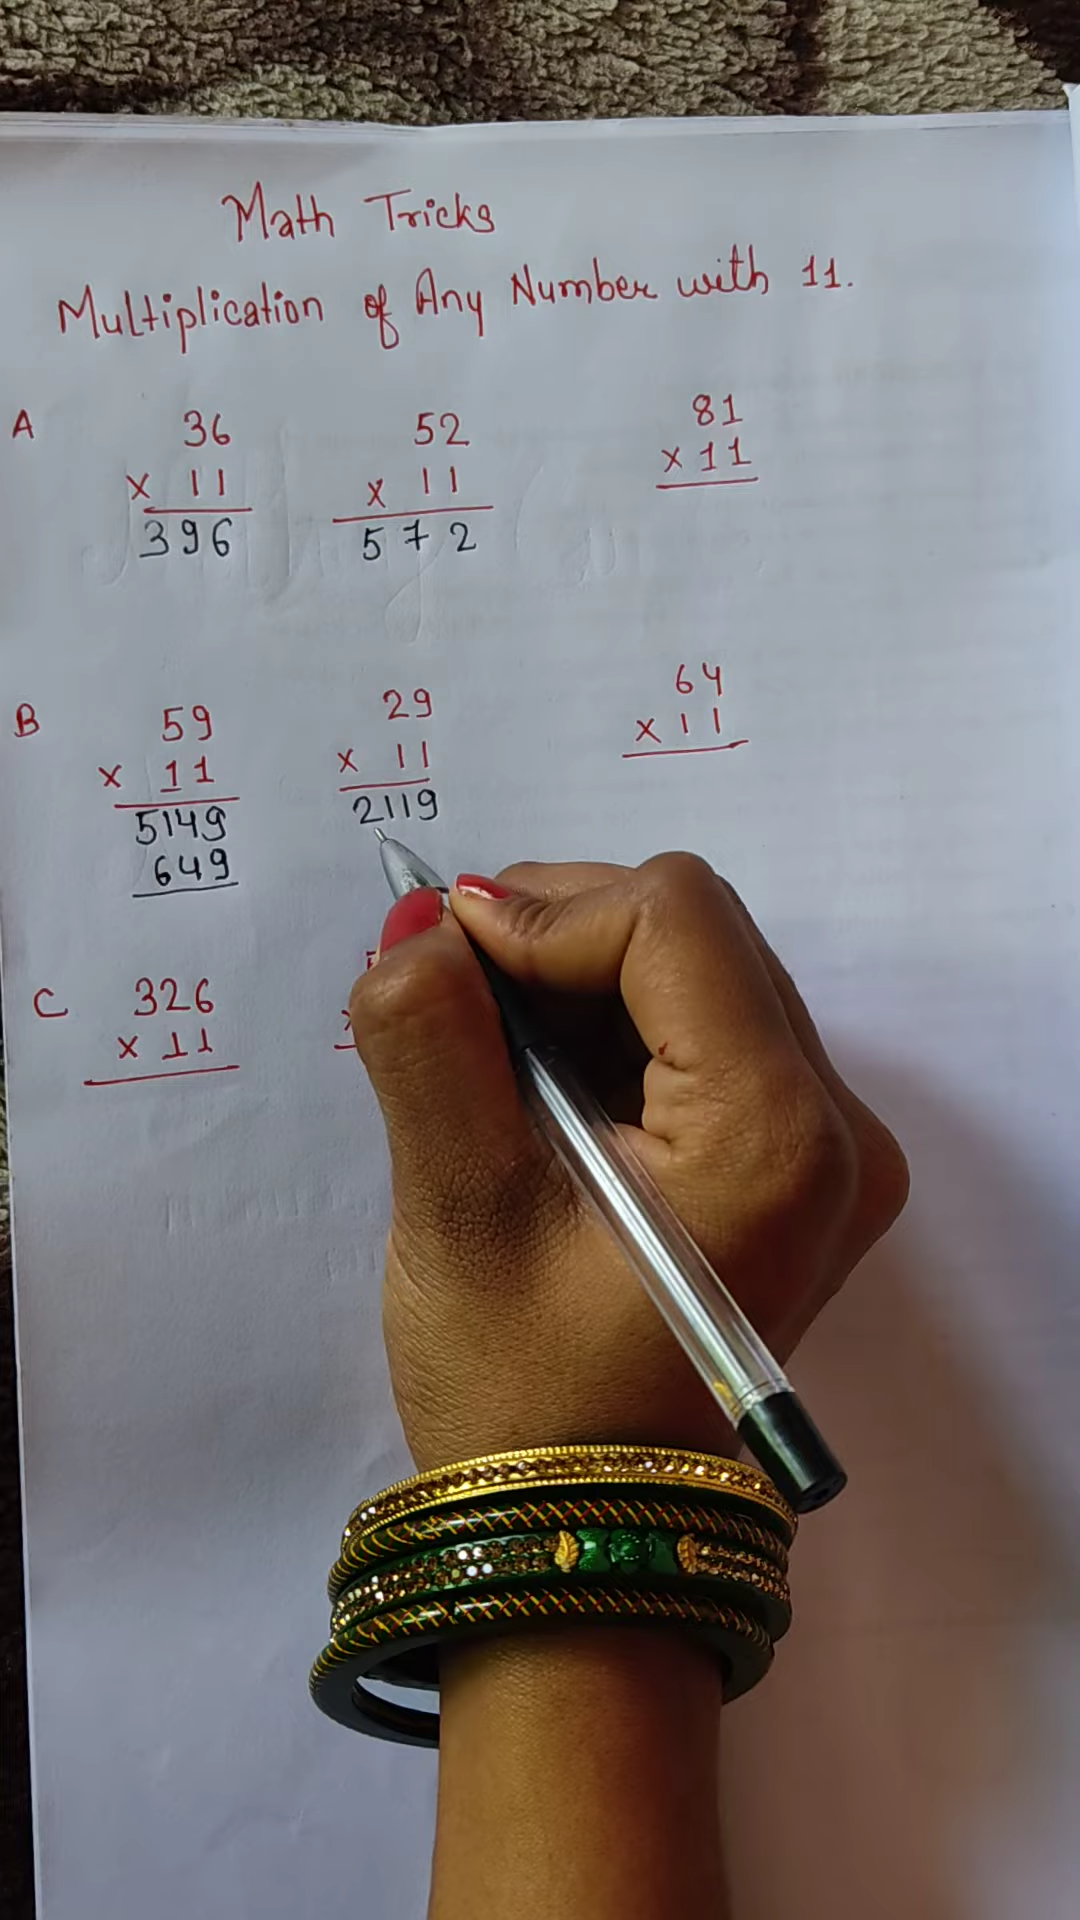 Math Tricks
Multiplication of Any Number with 11.
A
36
x 11
396
52
x 11
572
81
x 11
B
59
x 11
5149
649
29
x 11
2119
64
x 11
C
326
x 11